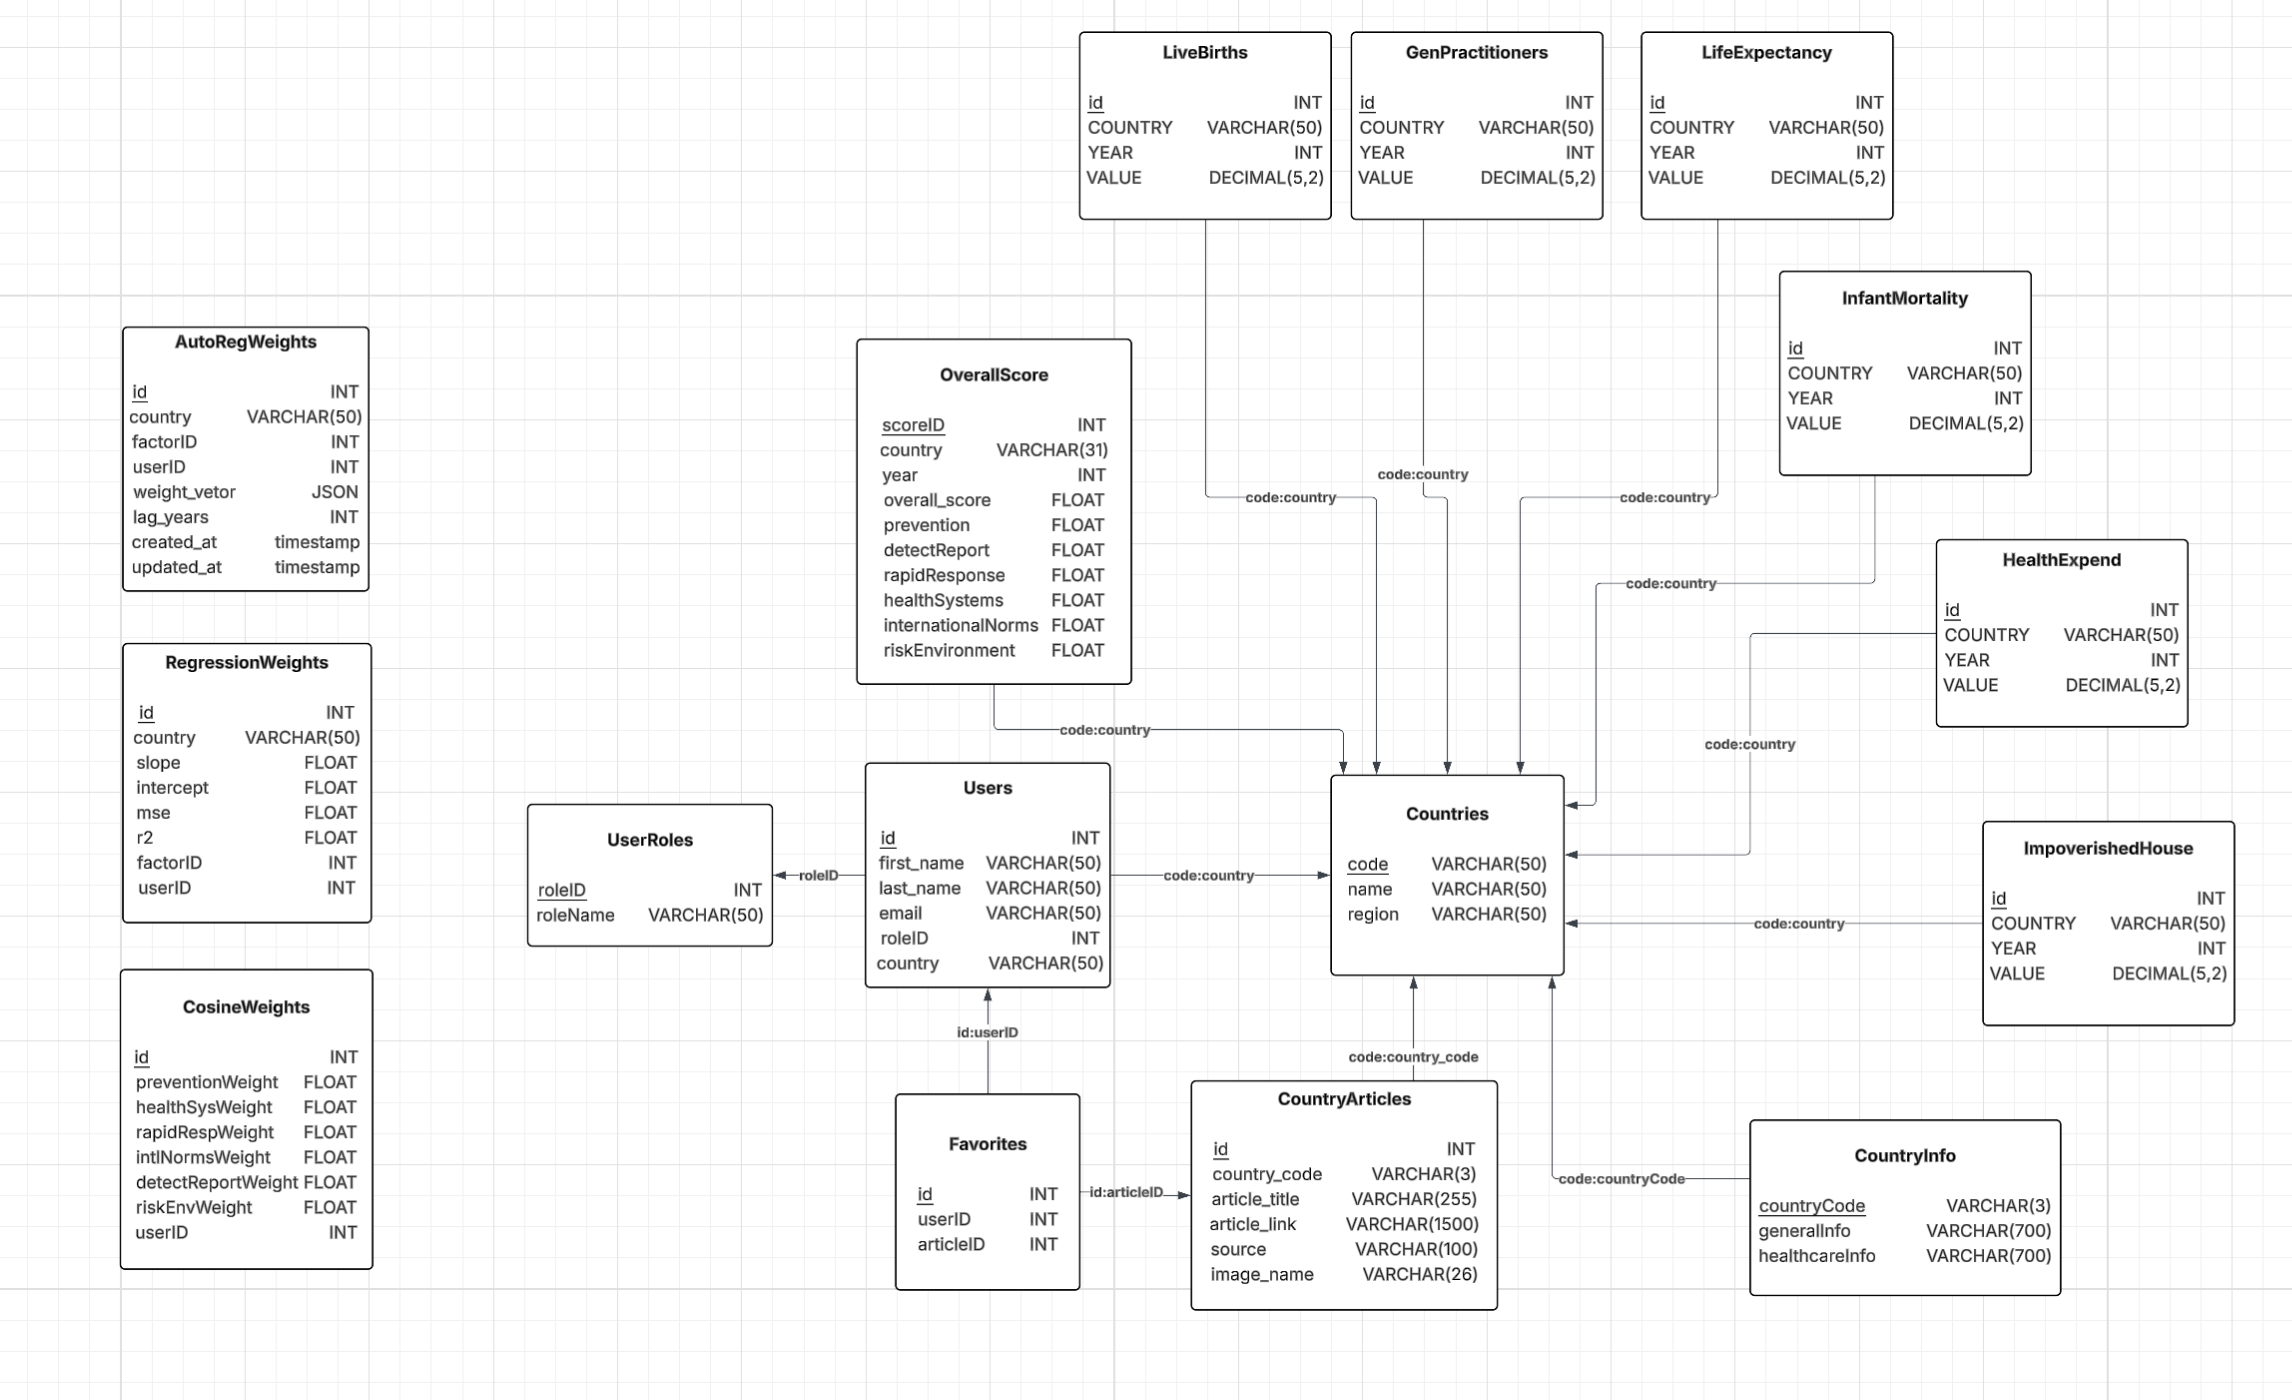 LiveBirths
id INT
COUNTRY VARCHAR(50)
YEAR INT
VALUE DECIMAL(5,2)
GenPractitioners
id INT
COUNTRY VARCHAR(50)
YEAR INT
VALUE DECIMAL(5,2)
LifeExpectancy
id INT
COUNTRY VARCHAR(50)
YEAR INT
VALUE DECIMAL(5,2)
InfantMortality
id INT
COUNTRY VARCHAR(50)
YEAR INT
VALUE DECIMAL(5,2)
AutoRegWeights
id INT
country VARCHAR(50)
factorID INT
userID INT
weight_vetor JSON
lag_years INT
created_at timestamp
updated_at timestamp
OverallScore
scoreID INT
country VARCHAR(31)
year INT
overall_score FLOAT
prevention FLOAT
detectReport FLOAT
rapidResponse FLOAT
healthSystems FLOAT
internationalNorms FLOAT
riskEnvironment FLOAT
code:country
code:country
code:country
code:country
HealthExpend
id INT
COUNTRY VARCHAR(50)
YEAR INT
VALUE DECIMAL(5,2)
RegressionWeights
id INT
country VARCHAR(50)
slope FLOAT
intercept FLOAT
mse FLOAT
r2 FLOAT
factorID INT
userID INT
code:country
code:country
UserRoles
roleID INT
roleName VARCHAR(50)
roleID
Users
id INT
first_name VARCHAR(50)
last_name VARCHAR(50)
email VARCHAR(50)
roleID INT
country VARCHAR(50)
code:country
Countries
code VARCHAR(50)
name VARCHAR(50)
region VARCHAR(50)
code:country
ImpoverishedHouse
id INT
COUNTRY VARCHAR(50)
YEAR INT
VALUE DECIMAL(5,2)
CosineWeights
id INT
preventionWeight FLOAT
healthSysWeight FLOAT
rapidRespWeight FLOAT
intlNormsWeight FLOAT
detectReportWeight FLOAT
riskEnvWeight FLOAT
userID INT
id:userID
code:country_code
Favorites
id INT
userID INT
articleID INT
id:articleID
CountryArticles
id INT
country_code VARCHAR(3)
article_title VARCHAR(255)
article_link VARCHAR(1500)
source VARCHAR(100)
image_name VARCHAR(26)
code:countryCode
CountryInfo
countryCode VARCHAR(3)
generalInfo VARCHAR(700)
healthcareInfo VARCHAR(700)